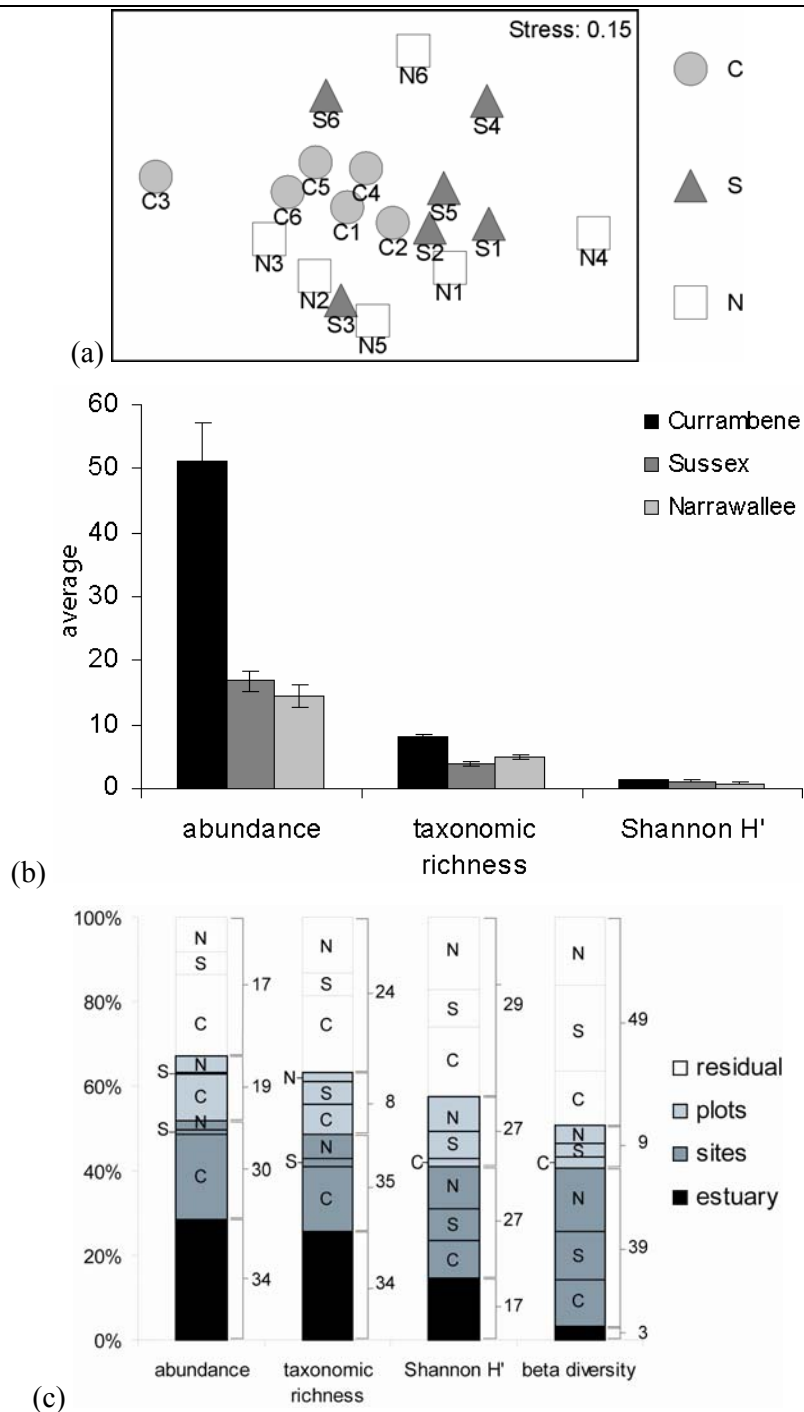 Stress: 0.15
N6
C
S6
S4
C3
C5
C4
S
C6
C1
C2
S5
S2
S1
N4
N3
N2
N1
S3
N5
N
(a)
60
50
40
30
20
10
0
average
Currambene
Sussex
Narrawallee
abundance
taxonomic
richness
Shannon H'
(b)
100%
80%
60%
40%
20%
0%
N
S
C
17
S
N
C
19
N
S
C
30
34
N
S
C
24
N
S
C
8
N
S
C
35
34
N
S
C
29
N
S
C
27
N
S
C
27
17
N
S
C
49
N
S
C
9
N
S
C
39
3
residual
plots
sites
estuary
abundance
taxonomic
richness
Shannon H'
beta diversity
(c)